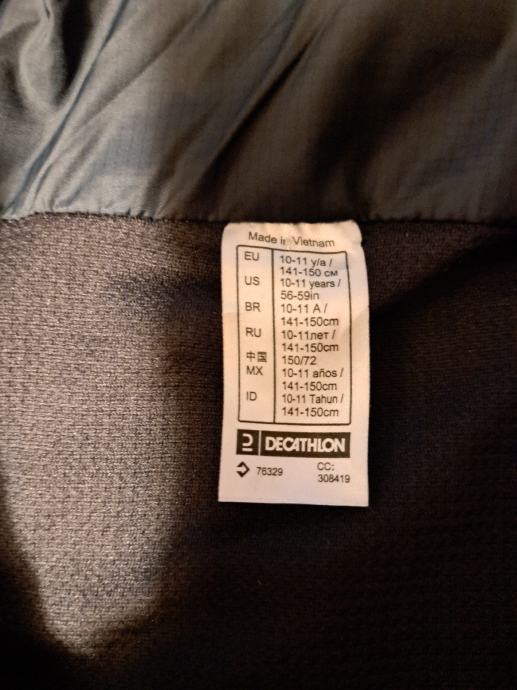 Made in Vietnam
EU 10-11 y/a /
141-150 см
US 10-11 years /
56-59in
BR 10-11 A /
141-150cm
RU 10-11лет /
141-150cm
中国 150/72
MX 10-11 años /
141-150cm
ID 10-11 Tahun /
141-150cm
DECATHLON
76329 CC:
308419